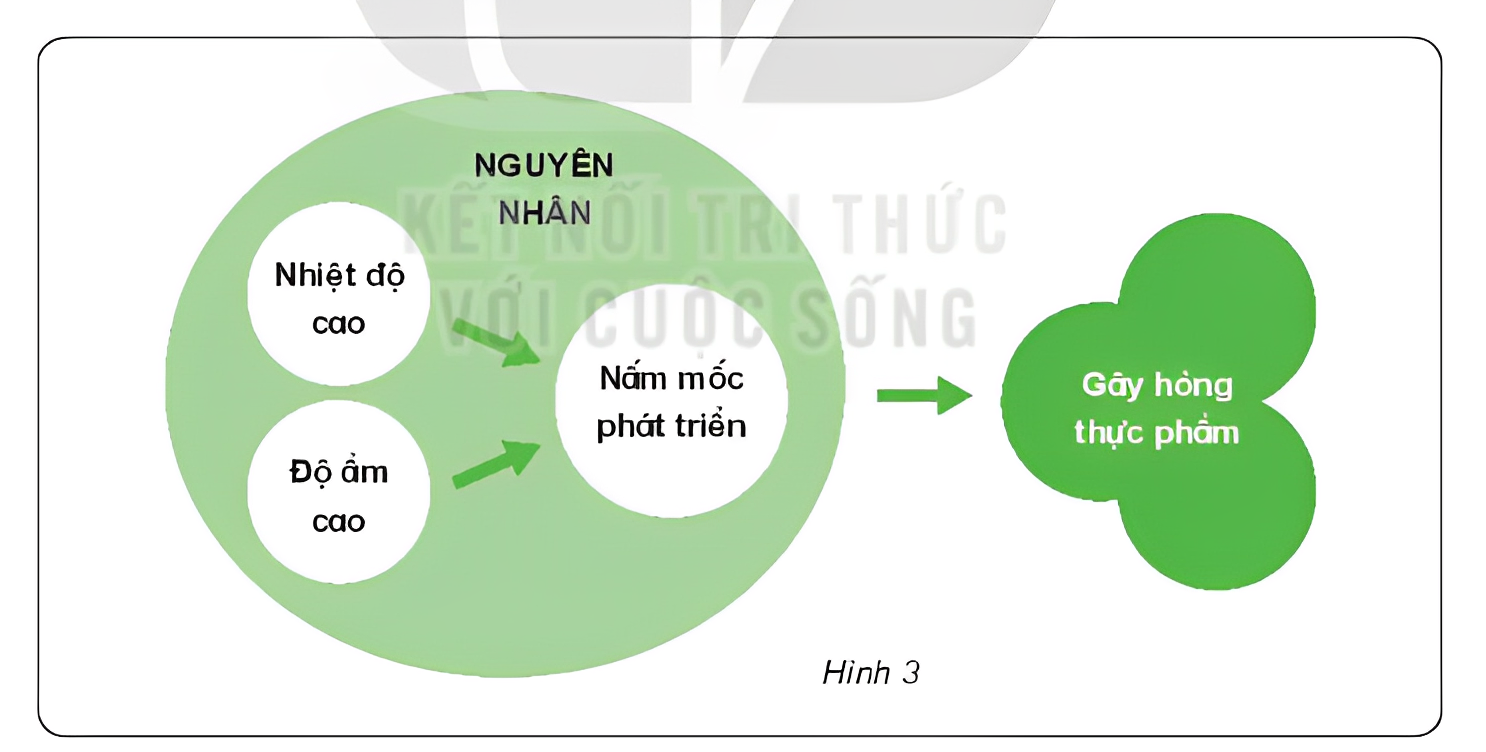 NGUYÊN
NHÂN
KẾT NỐI TRI THỨC
VỚI CUỘC SỐNG
Nhiệt độ
cao
Độ ẩm
cao
Nấm mốc
phát triển
Gây hỏng
thực phẩm
Hình 3